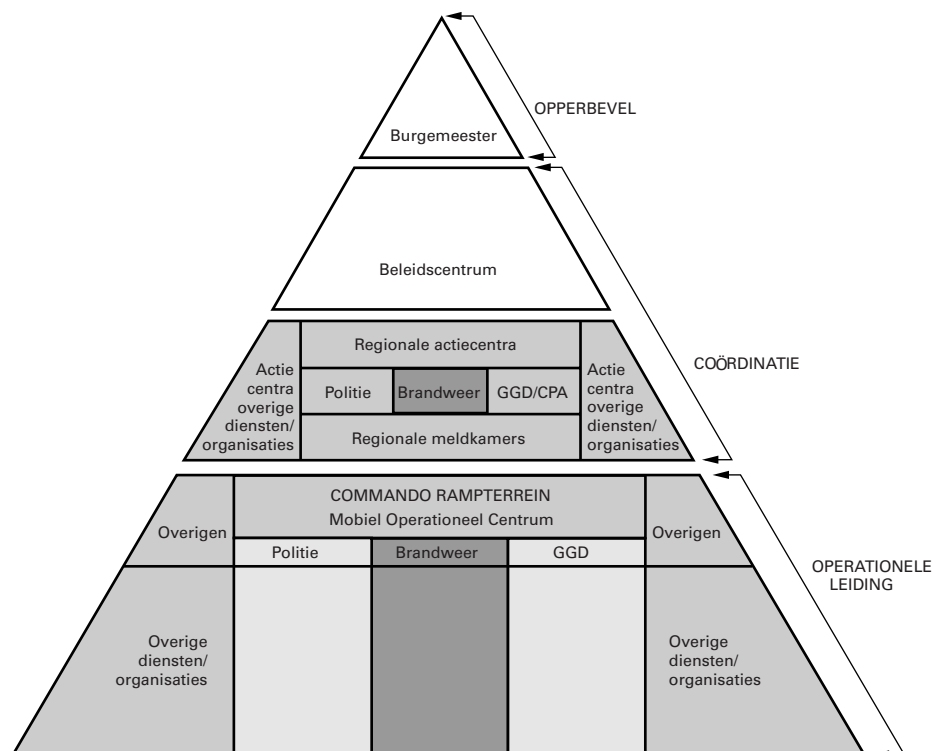 OPPERBEVEL
Burgemeester
Beleidscentrum
COÖRDINATIE
Regionale actiecentra
Actie
centra
overige
diensten/
organisaties
Politie
Brandweer
GGD/CPA
Regionale meldkamers
Actie
centra
overige
diensten/
organisaties
COMMANDO RAMPTERREIN
Mobiel Operationeel Centrum
Overigen
Overigen
Politie
Brandweer
GGD
OPERATIONELE
LEIDING
Overige
diensten/
organisaties
Overige
diensten/
organisaties